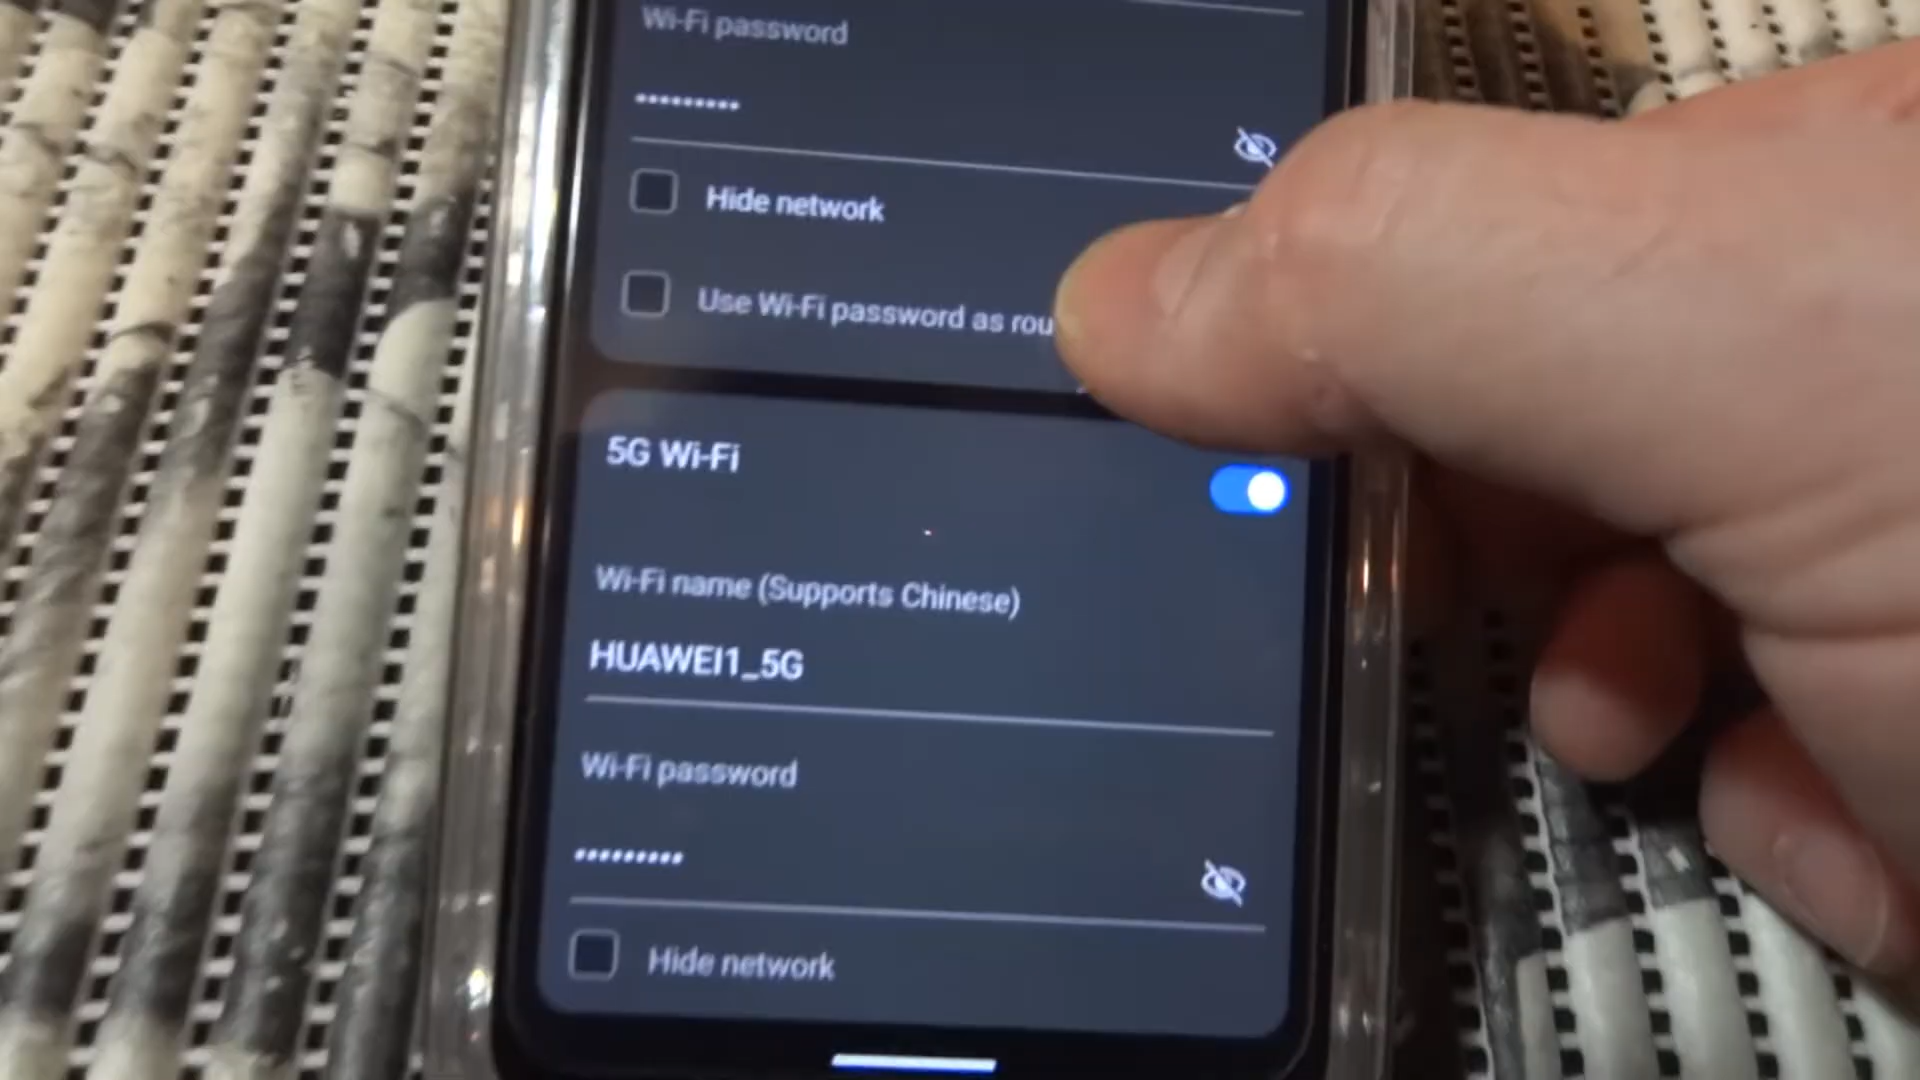 Wi-Fi password
•••••••••
Hide network
Use Wi-Fi password as
5G Wi-Fi
Wi-Fi name (Supports Chinese)
HUAWEI1_5G
Wi-Fi password
•••••••••
Hide network